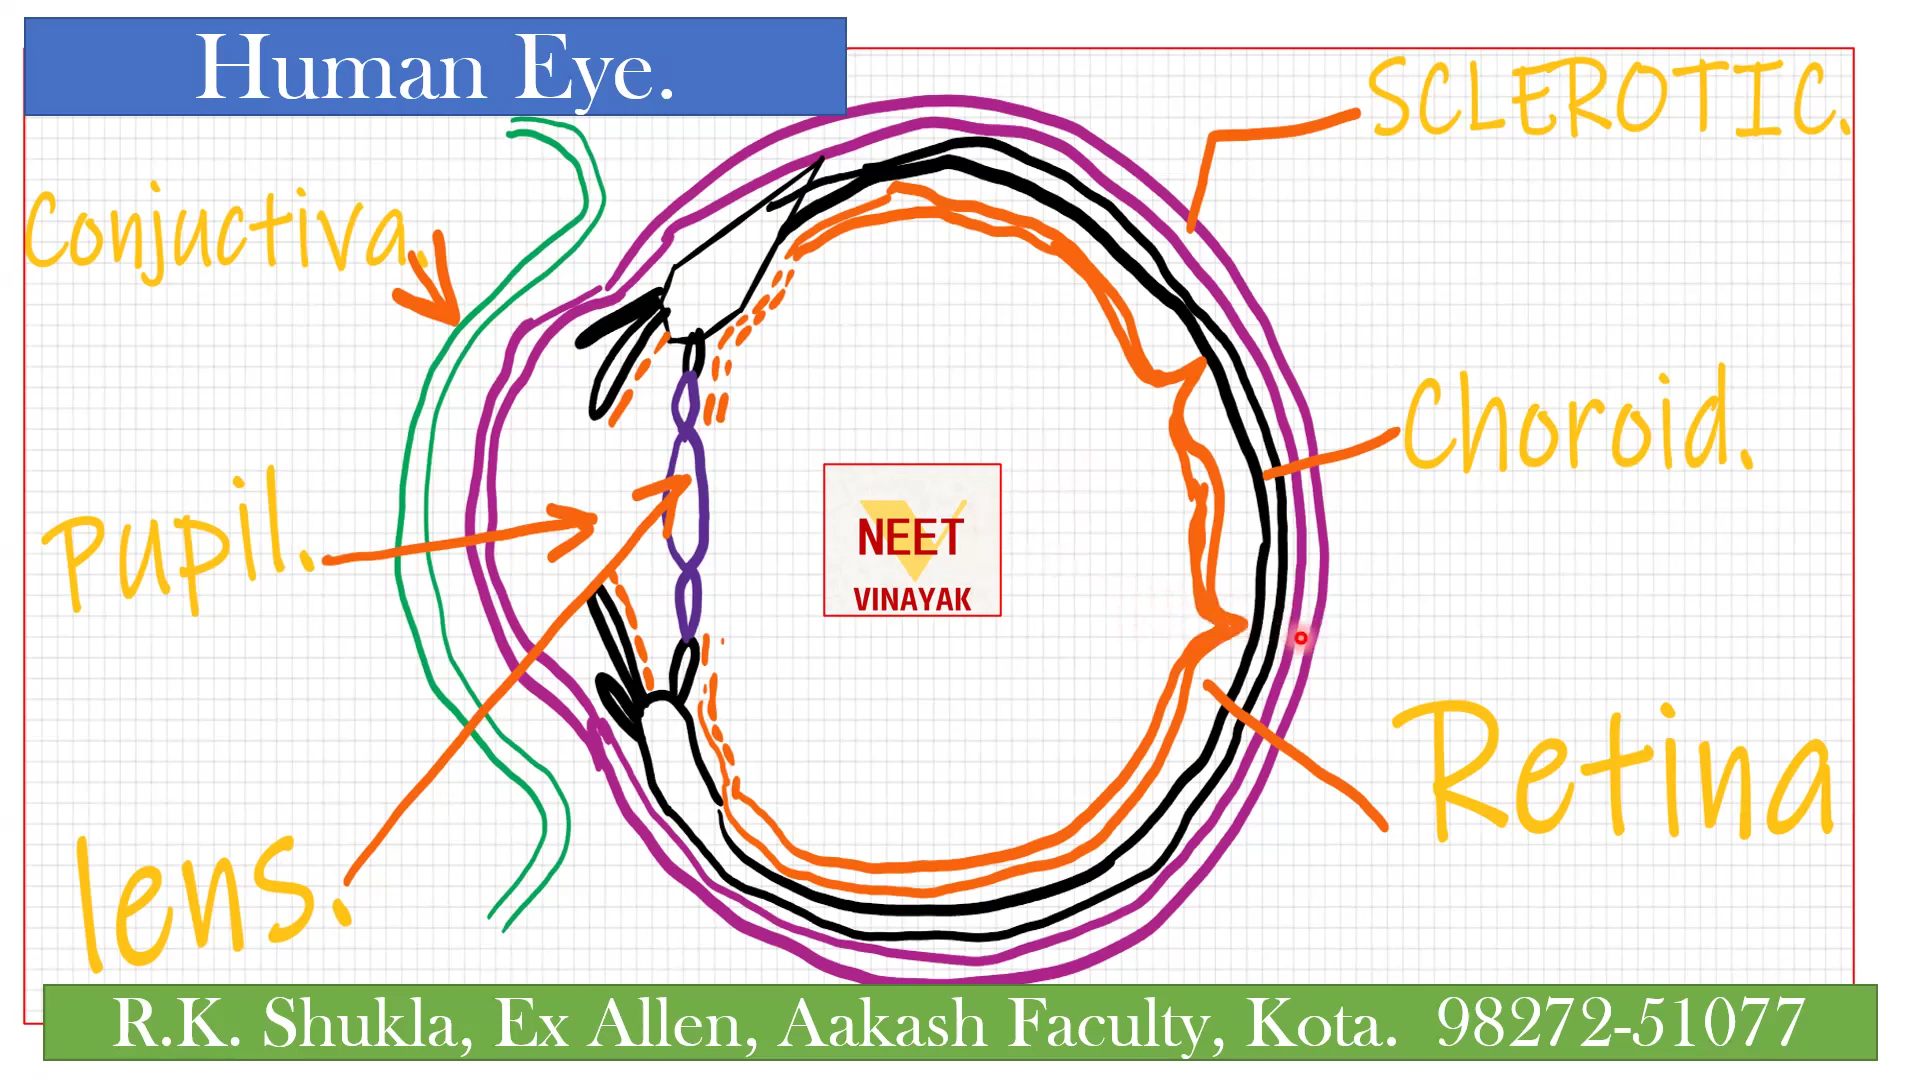 Human Eye.
SCLEROTIC.
Conjuctiva.
Choroid.
Pupil.
NEET
VINAYAK
Retina
lens.
R.K. Shukla, Ex Allen, Aakash Faculty, Kota. 98272-51077